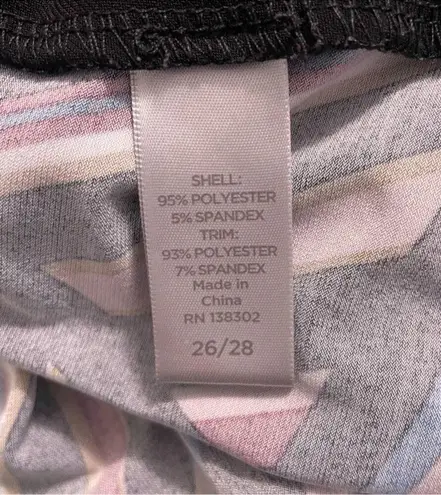 SHELL:
95% POLYESTER
5% SPANDEX
TRIM:
93% POLYESTER
7% SPANDEX
Made in
China
RN 138302
26/28